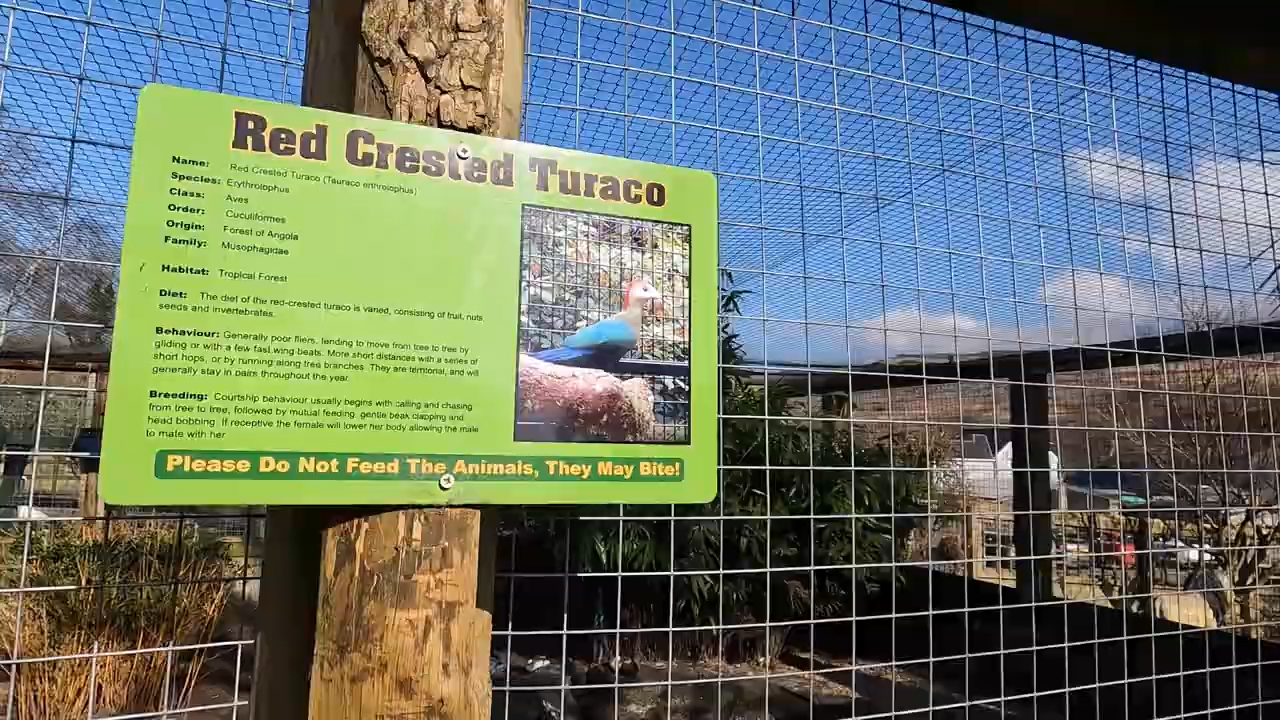 Red Crested Turaco
Name: Red Crested Turaco (Tauraco erithrolophus)
Species: Erythrolophus
Class: Aves
Order: Cuculiformes
Origin: Forest of Angola
Family: Musophagidae
Habitat: Tropical Forest
Diet: The diet of the red-crested turaco is varied, consisting of fruit, nuts
seeds and invertebrates.
Behaviour: Generally poor fliers, tending to move from tree to tree by
gliding or with a few fast wing beats. More short distances with a series of
short hops, or by running along tree branches. They are territorial, and will
generally stay in pairs throughout the year.
Breeding: Courtship behaviour usually begins with calling and chasing
from tree to tree, followed by mutual feeding, gentle beak clapping and
head bobbing. If receptive the female will lower her body allowing the male
to mate with her
Please Do Not Feed The Animals, They May Bite!